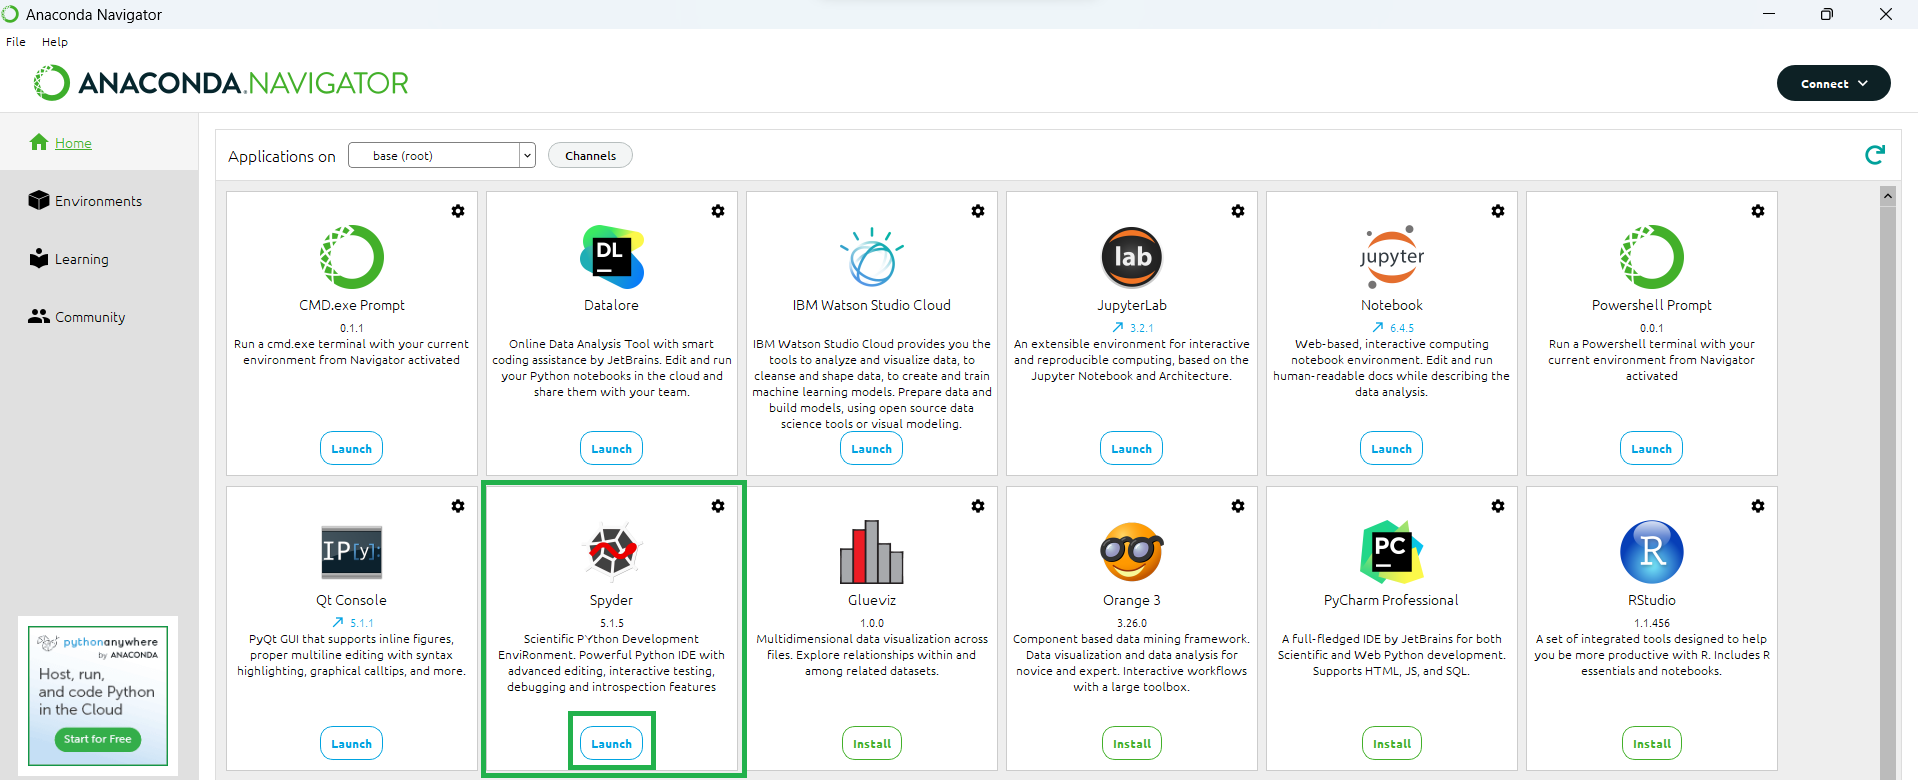 Anaconda Navigator
File Help
ANACONDA.NAVIGATOR
Connect
Home
Environments
Learning
Community
Applications on base (root) Channels
CMD.exe Prompt
0.1.1
Run a cmd.exe terminal with your current
environment from Navigator activated
Launch
DL
Datalore
Online Data Analysis Tool with smart
coding assistance by JetBrains. Edit and run
your Python notebooks in the cloud and
share them with your team.
Launch
IBM Watson Studio Cloud
IBM Watson Studio Cloud provides you the
tools to analyze and visualize data, to
cleanse and shape data, to create and train
machine learning models. Prepare data and
build models, using open source data
science tools or visual modeling.
Launch
lab
JupyterLab
3.2.1
An extensible environment for interactive
and reproducible computing, based on the
Jupyter Notebook and Architecture.
Launch
jupyter
Notebook
6.4.5
Web-based, interactive computing
notebook environment. Edit and run
human-readable docs while describing the
data analysis.
Launch
Powershell Prompt
0.0.1
Run a Powershell terminal with your
current environment from Navigator
activated
Launch
IP[y]:
Qt Console
5.1.1
PyQt GUI that supports inline figures,
proper multiline editing with syntax
highlighting, graphical calltips, and more.
Launch
Spyder
5.1.5
Scientific PYthon Development
EnviRonment. Powerful Python IDE with
advanced editing, interactive testing,
debugging and introspection features
Launch
Glueviz
1.0.0
Multidimensional data visualization across
files. Explore relationships within and
among related datasets.
Install
Orange 3
3.26.0
Component based data mining framework.
Data visualization and data analysis for
novice and expert. Interactive workflows
with a large toolbox.
Install
PC
PyCharm Professional
A full-fledged IDE by JetBrains for both
Scientific and Web Python development.
Supports HTML, JS, and SQL.
Install
R
RStudio
1.1.456
A set of integrated tools designed to help
you be more productive with R. Includes R
essentials and notebooks.
Install
pythonanywhere
by ANACONDA
Host, run,
and code Python
in the Cloud
Start for Free